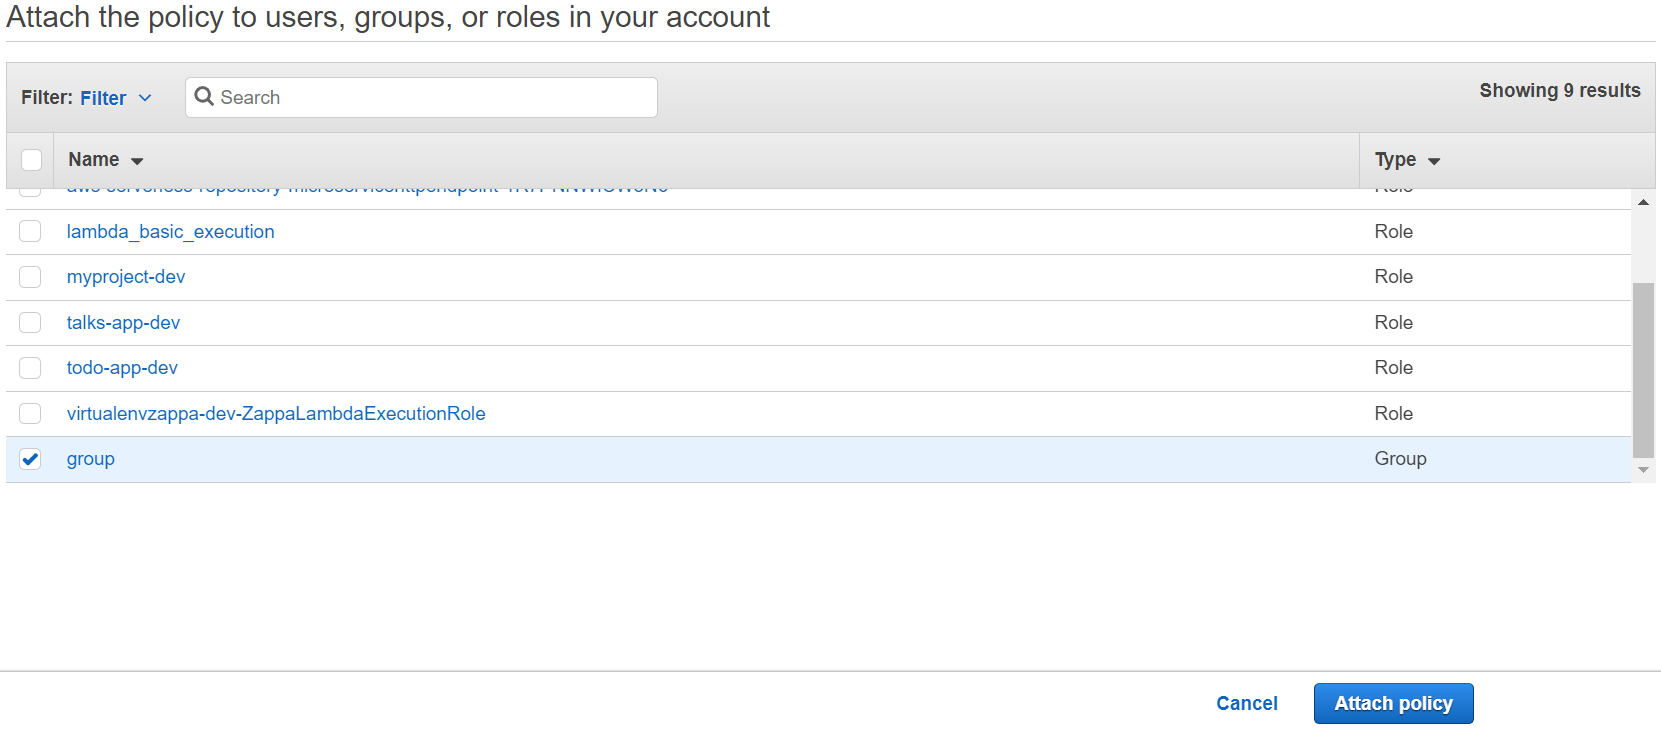 Attach the policy to users, groups, or roles in your account
Filter: Filter Search Showing 9 results
Name Type
lambda_basic_execution Role
myproject-dev Role
talks-app-dev Role
todo-app-dev Role
virtualenvzappa-dev-ZappaLambdaExecutionRole Role
group Group
Cancel Attach policy